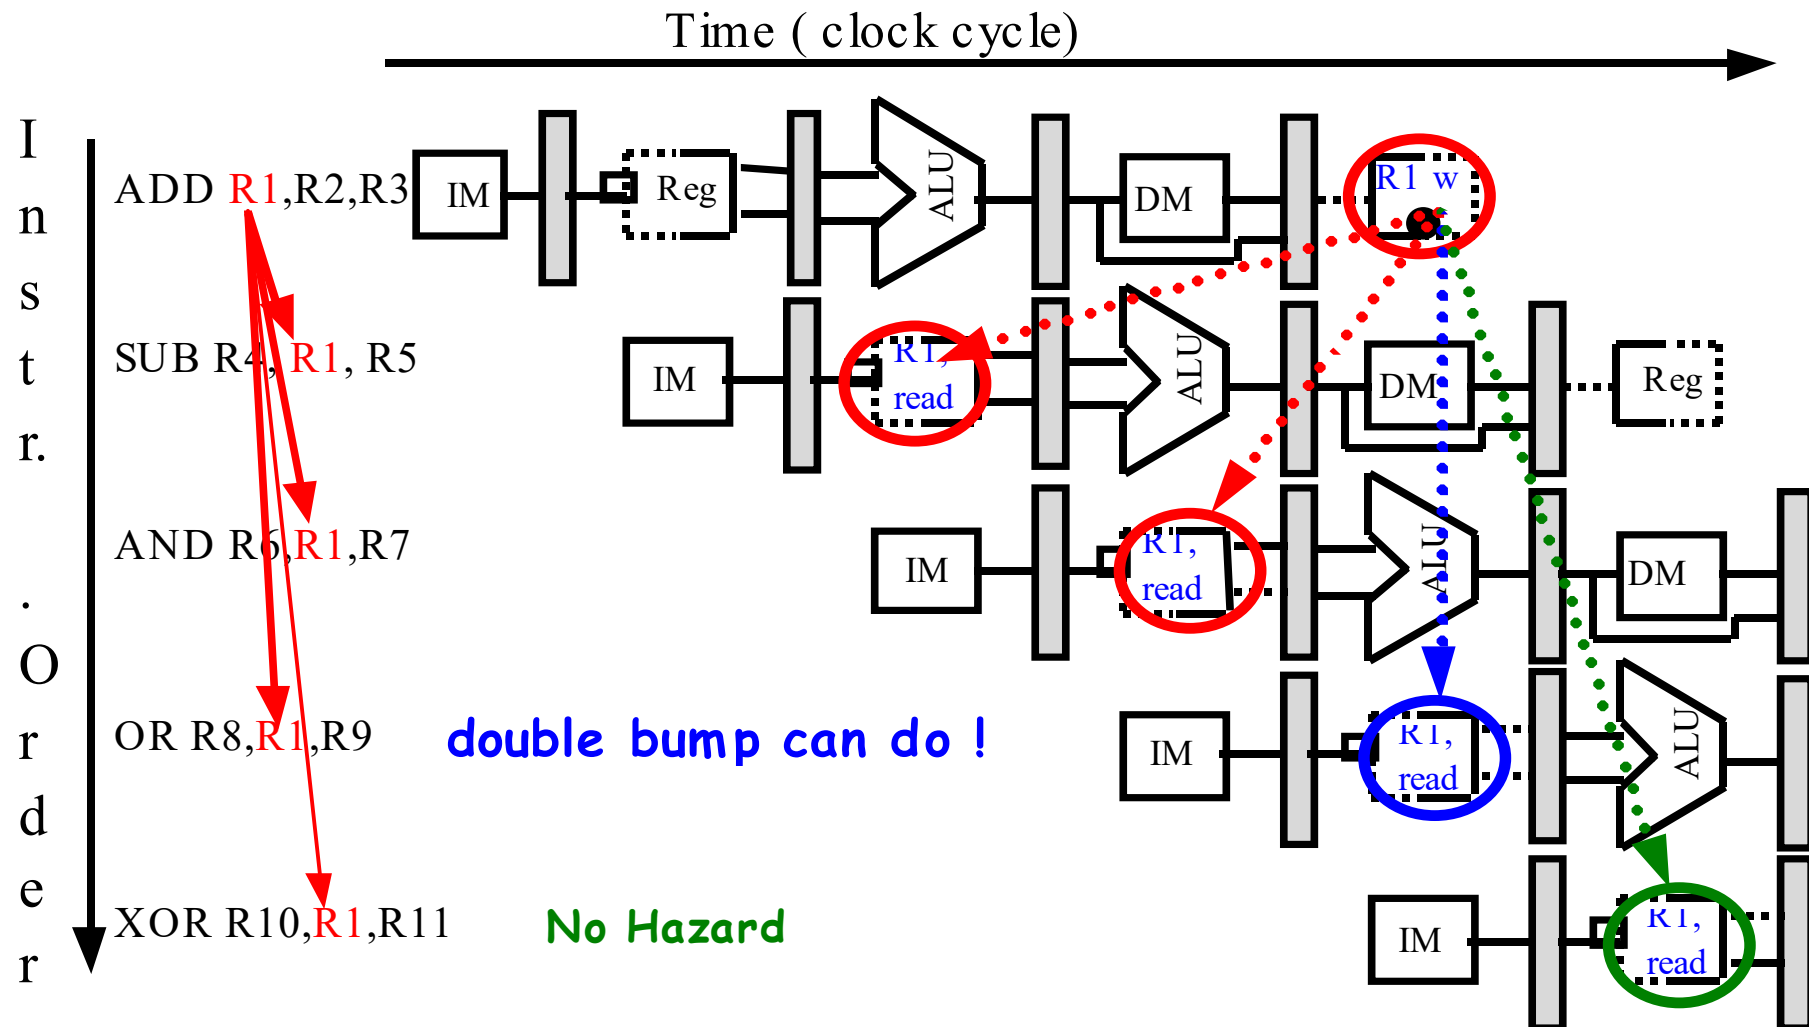 Time ( clock cycle)
I
n
s
t
r.
.
O
r
d
e
r
ADD R1,R2,R3
IM
Reg
ALU
DM
R1 w
SUB R4, R1, R5
IM
R1,
read
ALU
DM
Reg
AND R6,R1,R7
IM
R1,
read
ALU
DM
OR R8,R1,R9
double bump can do !
IM
R1,
read
ALU
XOR R10,R1,R11
No Hazard
IM
R1,
read